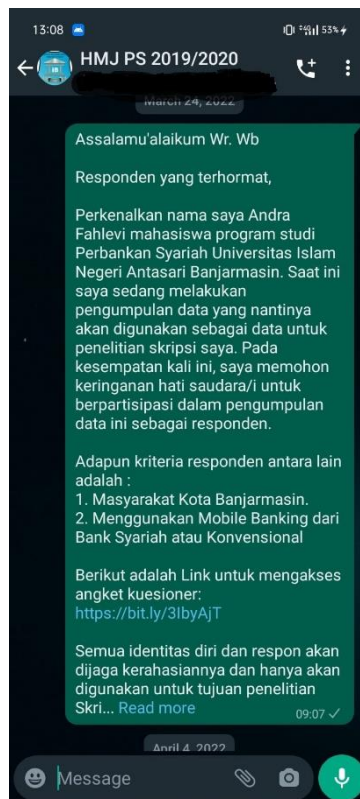 13:08
53%
HMJ PS 2019/2020
March 24, 2022
Assalamu'alaikum Wr. Wb
Responden yang terhormat,
Perkenalkan nama saya Andra
Fahlevi mahasiswa program studi
Perbankan Syariah Universitas Islam
Negeri Antasari Banjarmasin. Saat ini
saya sedang melakukan
pengumpulan data yang nantinya
akan digunakan sebagai data untuk
penelitian skripsi saya. Pada
kesempatan kali ini, saya memohon
keringanan hati saudara/i untuk
berpartisipasi dalam pengumpulan
data ini sebagai responden.
Adapun kriteria responden antara lain
adalah :
1. Masyarakat Kota Banjarmasin.
2. Menggunakan Mobile Banking dari
Bank Syariah atau Konvensional
Berikut adalah Link untuk mengakses
angket kuesioner:
https://bit.ly/3IbyAjT
Semua identitas diri dan respon akan
dijaga kerahasiannya dan hanya akan
digunakan untuk tujuan penelitian
Skri... Read more
09:07
April 4, 2022
Message